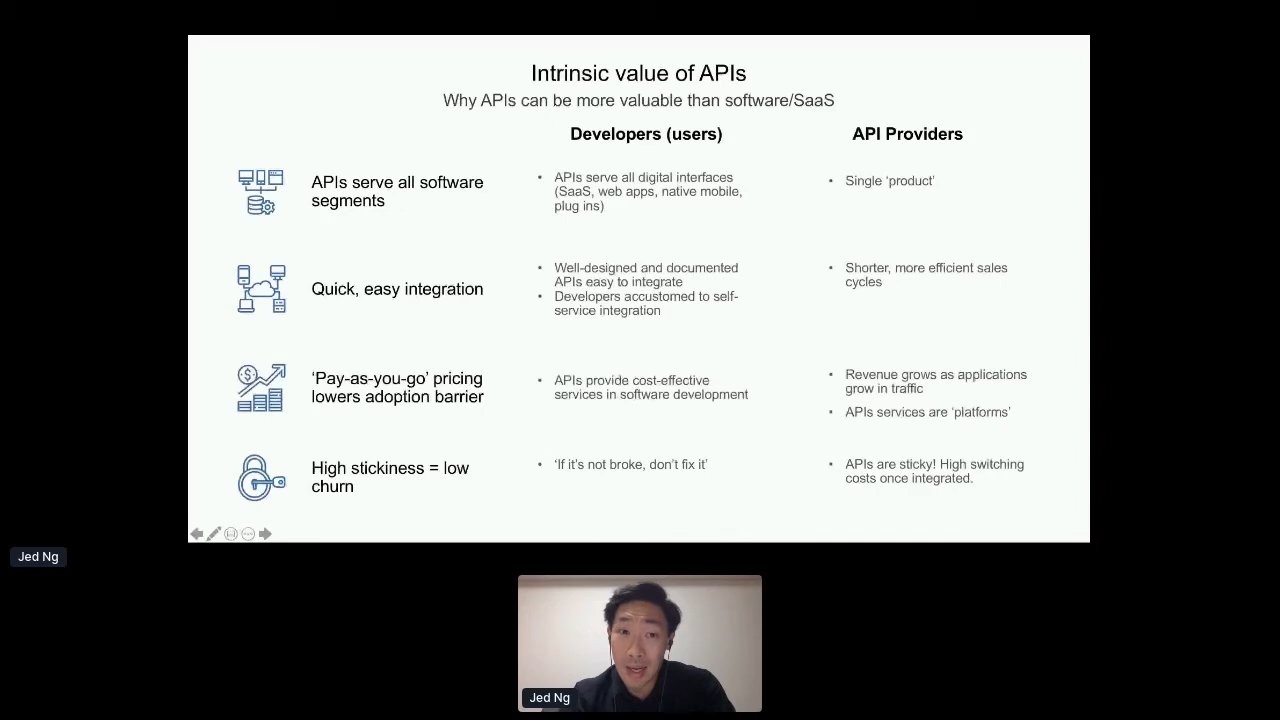 Intrinsic value of APIs
Why APIs can be more valuable than software/SaaS
Developers (users)
API Providers
APIs serve all software
segments
• APIs serve all digital interfaces
(SaaS, web apps, native mobile,
plug ins)
• Single ‘product’
Quick, easy integration
• Well-designed and documented
APIs easy to integrate
• Developers accustomed to self-
service integration
• Shorter, more efficient sales
cycles
‘Pay-as-you-go’ pricing
lowers adoption barrier
• APIs provide cost-effective
services in software development
• Revenue grows as applications
grow in traffic
• APIs services are ‘platforms’
High stickiness = low
churn
• ‘If it’s not broke, don’t fix it’
• APIs are sticky! High switching
costs once integrated.
Jed Ng
Jed Ng